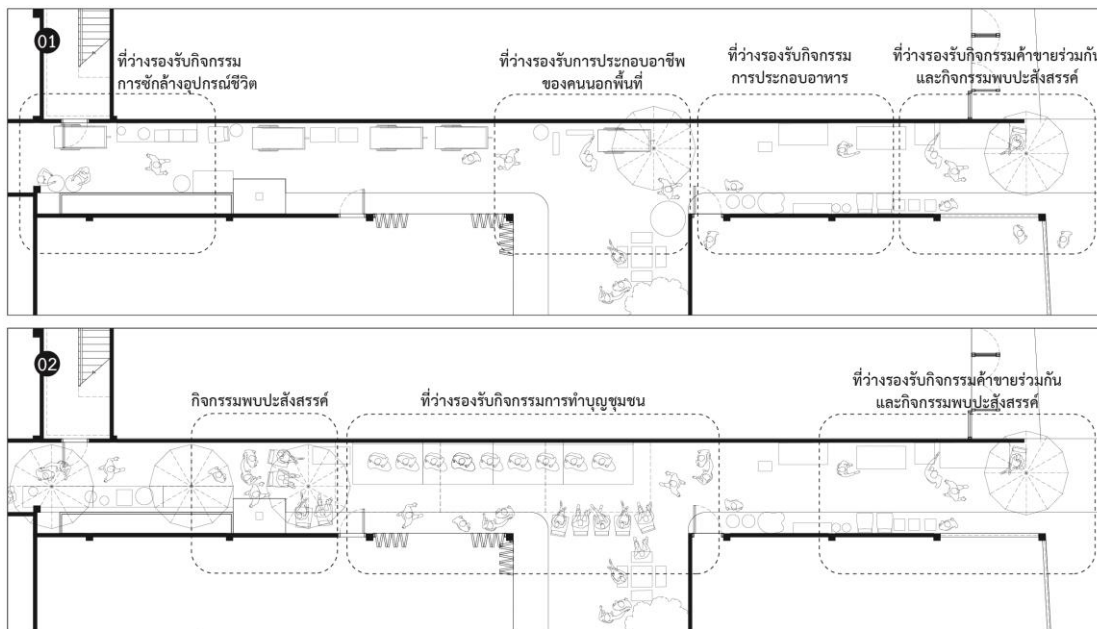 01
ที่ว่างรองรับกิจกรรม
การซักล้างอุปกรณ์ชีวิต
ที่ว่างรองรับการประกอบอาชีพ
ของคนนอกพื้นที่
ที่ว่างรองรับกิจกรรม
การประกอบอาหาร
ที่ว่างรองรับกิจกรรมค้าขายร่วมกัน
และกิจกรรมพบปะสังสรรค์
02
กิจกรรมพบปะสังสรรค์
ที่ว่างรองรับกิจกรรมการทำบุญชุมชน
ที่ว่างรองรับกิจกรรมค้าขายร่วมกัน
และกิจกรรมพบปะสังสรรค์